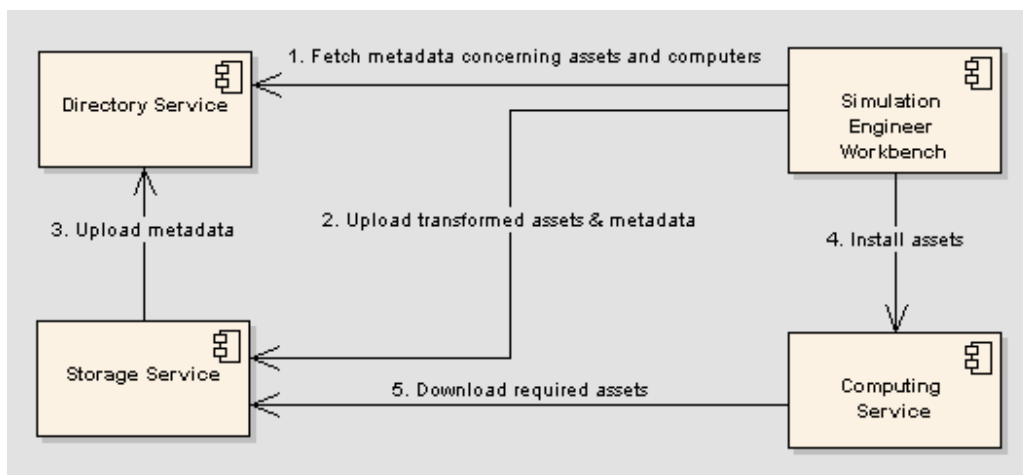 1. Fetch metadata concerning assets and computers
Directory Service
Simulation
Engineer
Workbench
2. Upload transformed assets & metadata
3. Upload metadata
4. Install assets
Storage Service
5. Download required assets
Computing
Service